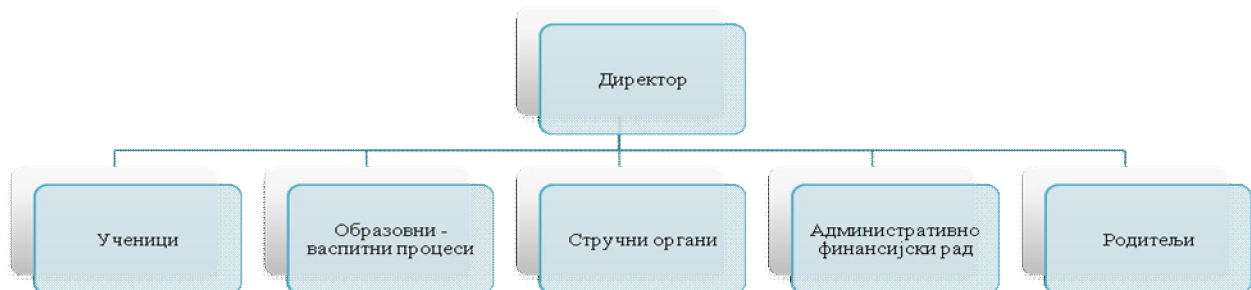 Директор
Ученици
Образовни -
васпитни процеси
Стручни органи
Административно
финансијски рад
Родитељи